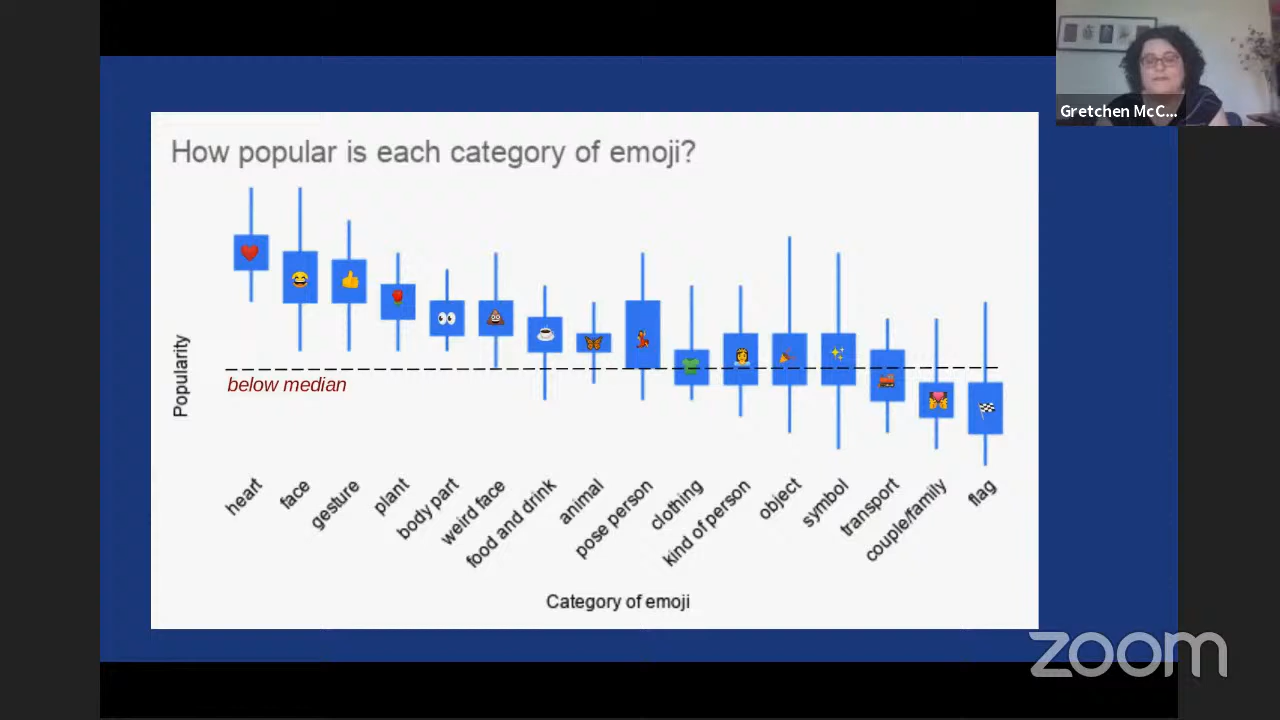 Gretchen McC...
How popular is each category of emoji?
Popularity
below median
heart
face
gesture
plant
body part
weird face
food and drink
animal
pose person
clothing
kind of person
object
symbol
transport
couple/family
flag
Category of emoji
zoom